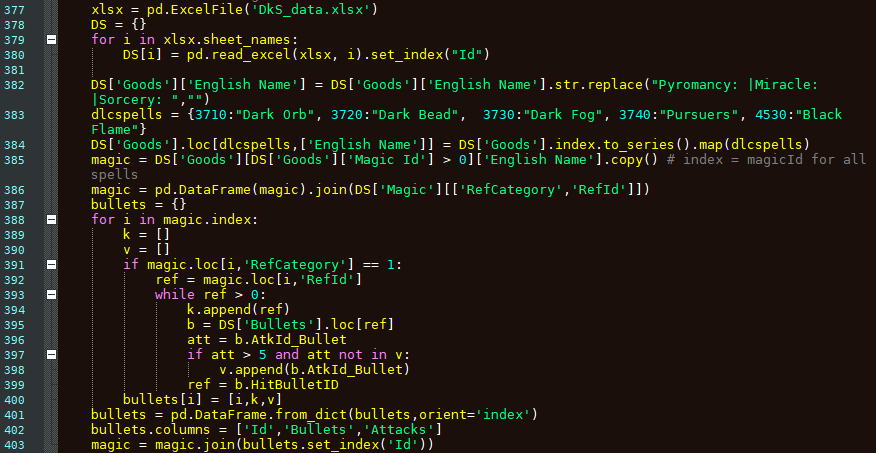 377 xlsx = pd.ExcelFile('DkS_data.xlsx')
378 DS = {}
379 for i in xlsx.sheet_names:
380 DS[i] = pd.read_excel(xlsx, i).set_index("Id")
381
382 DS['Goods']['English Name'] = DS['Goods']['English Name'].str.replace("Pyromancy: |Miracle:
|Sorcery: ","")
383 dlcspells = {3710:"Dark Orb", 3720:"Dark Bead",  3730:"Dark Fog", 3740:"Pursuers", 4530:"Black
Flame"}
384 DS['Goods'].loc[dlcspells,['English Name']] = DS['Goods'].index.to_series().map(dlcspells)
385 magic = DS['Goods'][DS['Goods']['Magic Id'] > 0]['English Name'].copy() # index = magicId for all
spells
386 magic = pd.DataFrame(magic).join(DS['Magic'][['RefCategory','RefId']])
387 bullets = {}
388 for i in magic.index:
389 k = []
390 v = []
391 if magic.loc[i,'RefCategory'] == 1:
392 ref = magic.loc[i,'RefId']
393 while ref > 0:
394 k.append(ref)
395 b = DS['Bullets'].loc[ref]
396 att = b.AtkId_Bullet
397 if att > 5 and att not in v:
398 v.append(b.AtkId_Bullet)
399 ref = b.HitBulletID
400 bullets[i] = [i,k,v]
401 bullets = pd.DataFrame.from_dict(bullets,orient='index')
402 bullets.columns = ['Id','Bullets','Attacks']
403 magic = magic.join(bullets.set_index('Id'))